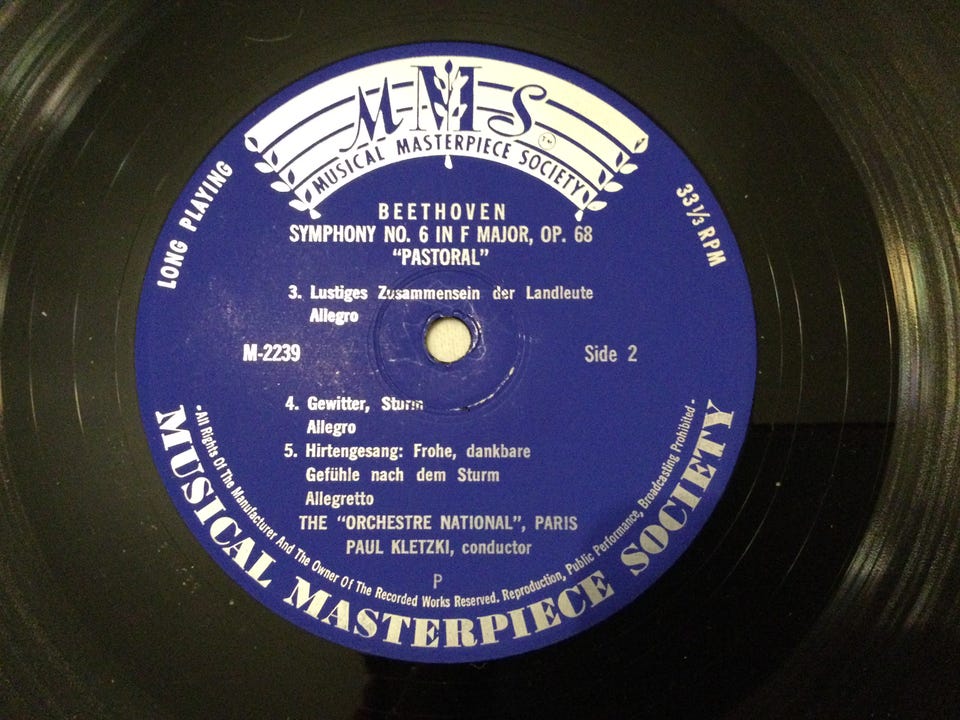 MMS
TM
MUSICAL MASTERPIECE SOCIETY
LONG PLAYING
33 1/3 RPM
BEETHOVEN
SYMPHONY NO. 6 IN F MAJOR, OP. 68
"PASTORAL"
3. Lustiges Zusammensein der Landleute
Allegro
M-2239
Side 2
4. Gewitter, Sturm
Allegro
5. Hirtengesang: Frohe, dankbare
Gefühle nach dem Sturm
Allegretto
THE "ORCHESTRE NATIONAL", PARIS
PAUL KLETZKI, conductor
P
-All Rights Of The Manufacturer And The Owner Of The Recorded Works Reserved. Reproduction, Public Performance, Broadcasting Prohibited-
MUSICAL MASTERPIECE SOCIETY